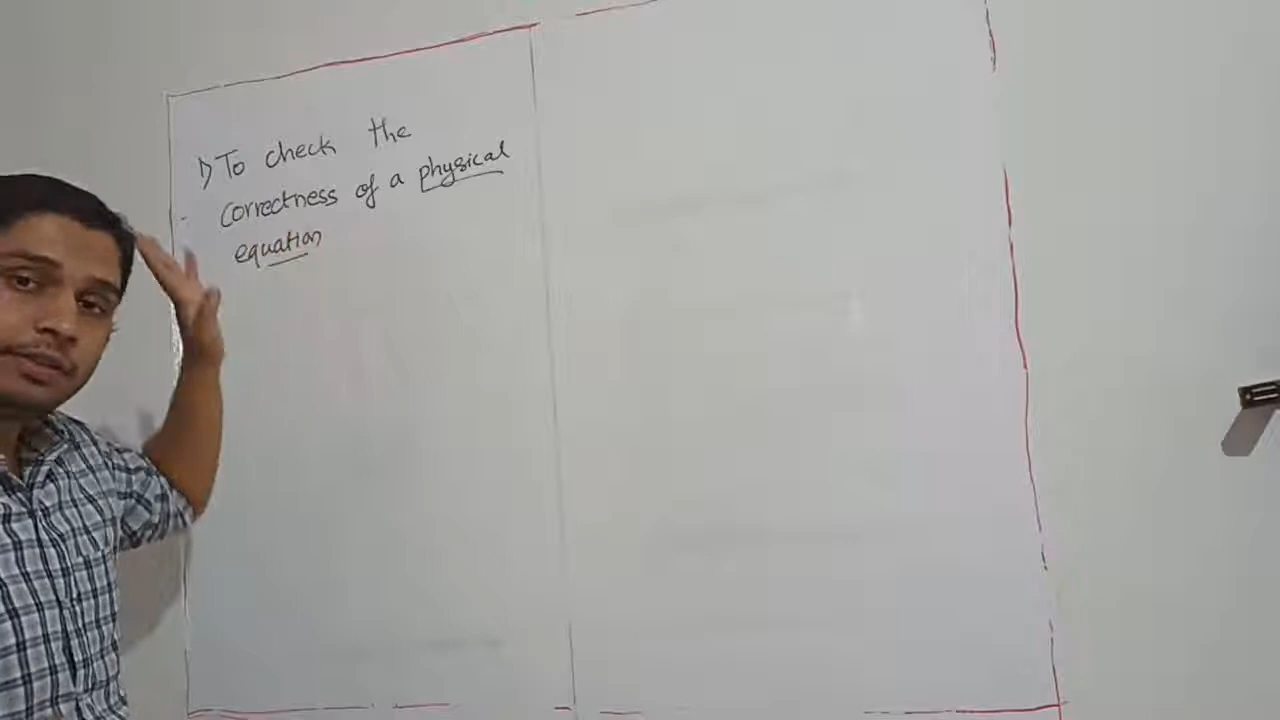 1) To check the
correctness of a physical
equation